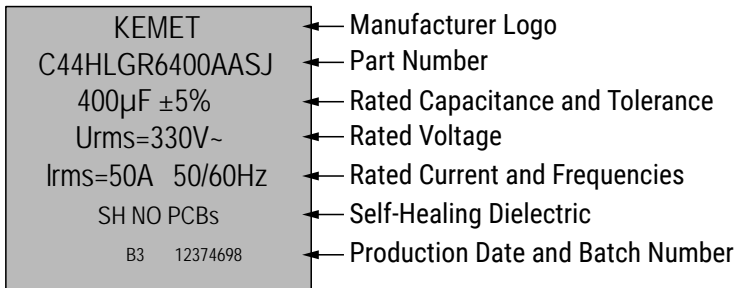 KEMET Manufacturer Logo
C44HLGR6400AASJ Part Number
400µF ±5% Rated Capacitance and Tolerance
Urms=330V~ Rated Voltage
Irms=50A 50/60Hz Rated Current and Frequencies
SH NO PCBs Self-Healing Dielectric
B3 12374698 Production Date and Batch Number